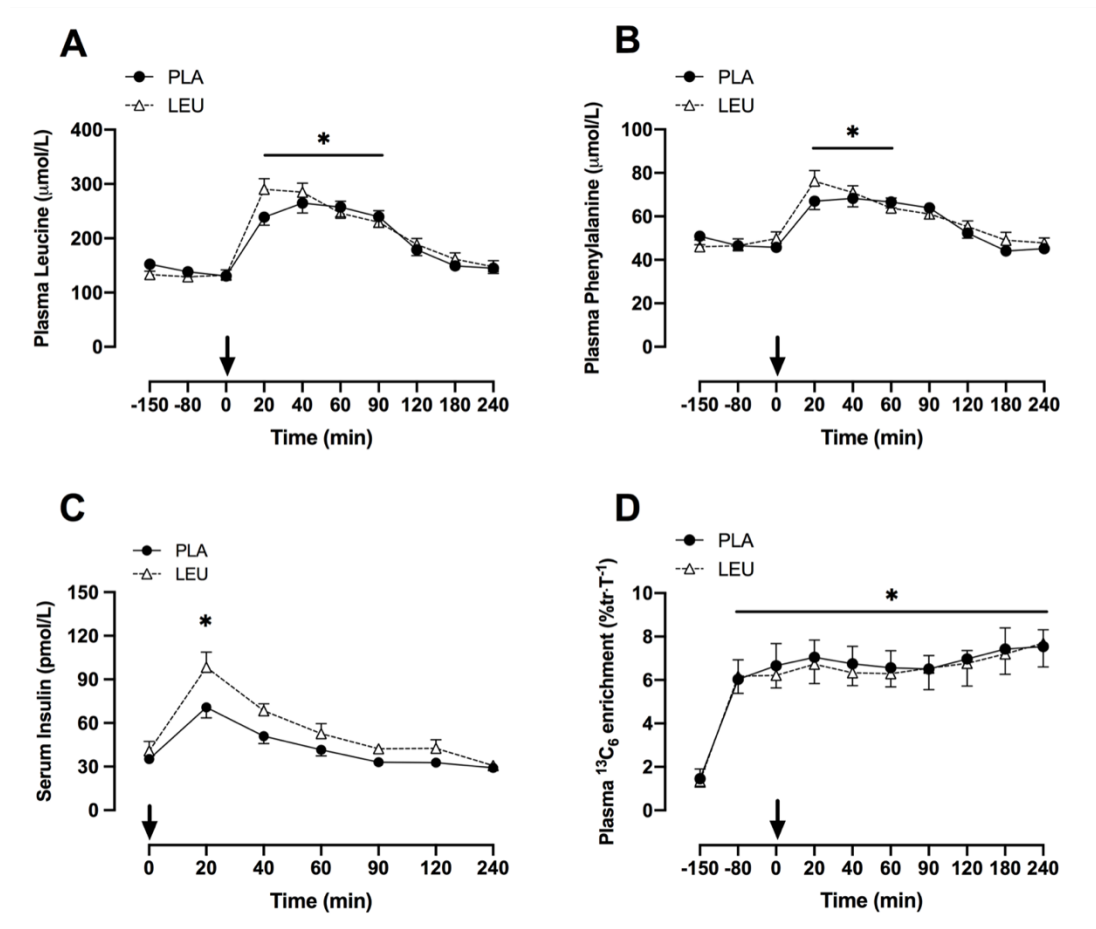 A
PLA
LEU
Plasma Leucine (μmol/L)
400
300
200
100
0
*
-150 -80 0 20 40 60 90 120 180 240
Time (min)
B
PLA
LEU
Plasma Phenylalanine (μmol/L)
100
80
60
40
20
0
*
-150 -80 0 20 40 60 90 120 180 240
Time (min)
C
PLA
LEU
Serum Insulin (pmol/L)
150
120
90
60
30
0
*
0 20 40 60 90 120 240
Time (min)
D
PLA
LEU
Plasma ¹³C₆ enrichment (%tr·T⁻¹)
10
8
6
4
2
0
*
-150 -80 0 20 40 60 90 120 180 240
Time (min)